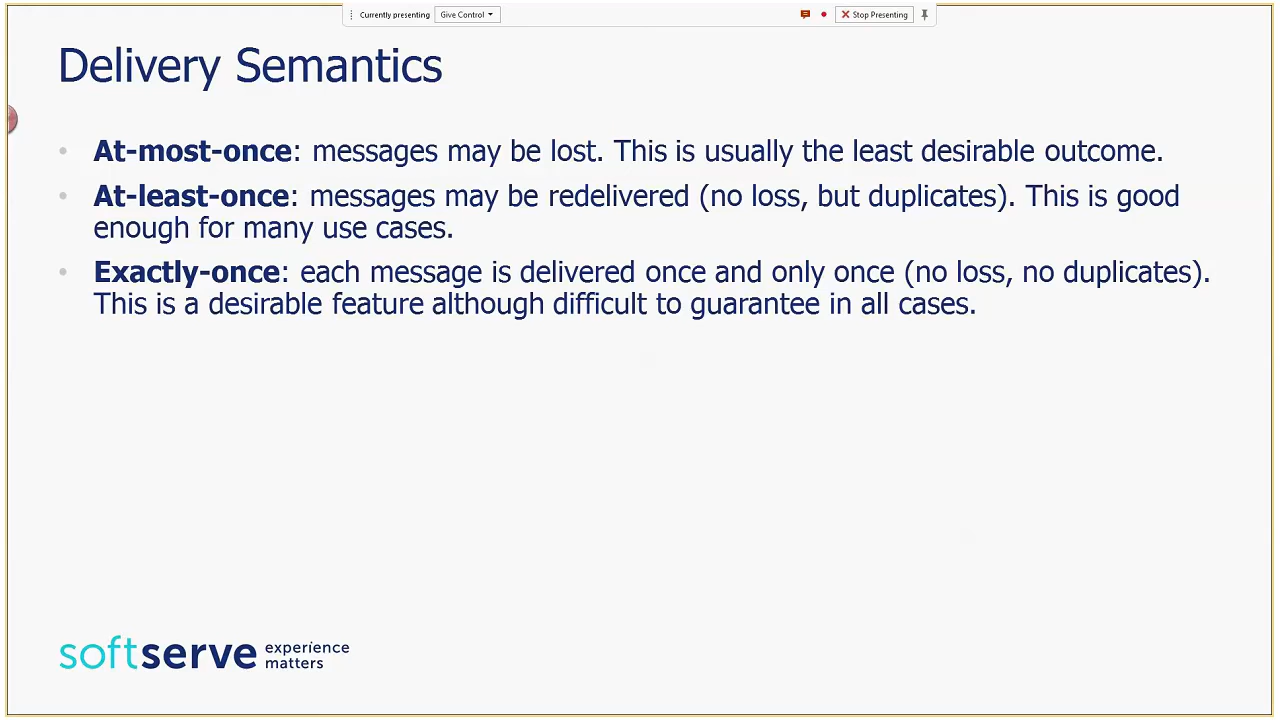 Currently presenting Give Control Stop Presenting
Delivery Semantics
• At-most-once: messages may be lost. This is usually the least desirable outcome.
• At-least-once: messages may be redelivered (no loss, but duplicates). This is good
enough for many use cases.
• Exactly-once: each message is delivered once and only once (no loss, no duplicates).
This is a desirable feature although difficult to guarantee in all cases.
softserve experience
matters